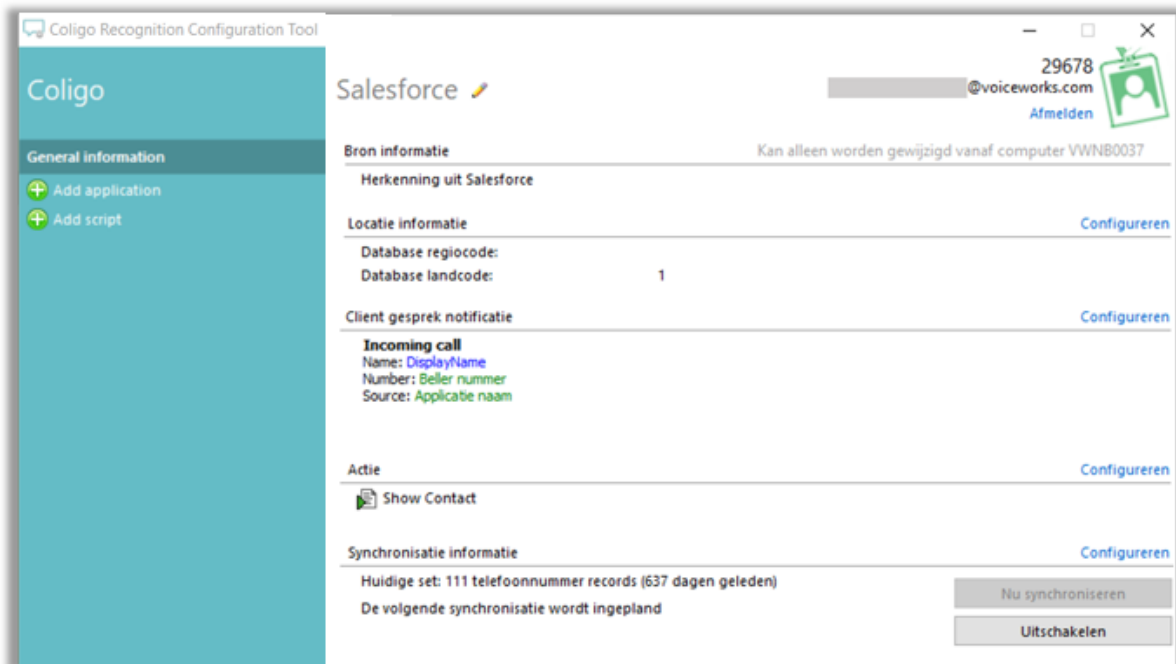 Coligo Recognition Configuration Tool
Coligo
General information
Add application
Add script
Salesforce
29678
@voiceworks.com
Afmelden
Bron informatie
Kan alleen worden gewijzigd vanaf computer VWNB0037
Herkenning uit Salesforce
Locatie informatie
Configureren
Database regiocode:
Database landcode: 1
Client gesprek notificatie
Configureren
Incoming call
Name: DisplayName
Number: Beller nummer
Source: Applicatie naam
Actie
Configureren
Show Contact
Synchronisatie informatie
Configureren
Huidige set: 111 telefoonnummer records (637 dagen geleden)
De volgende synchronisatie wordt ingepland
Nu synchroniseren
Uitschakelen